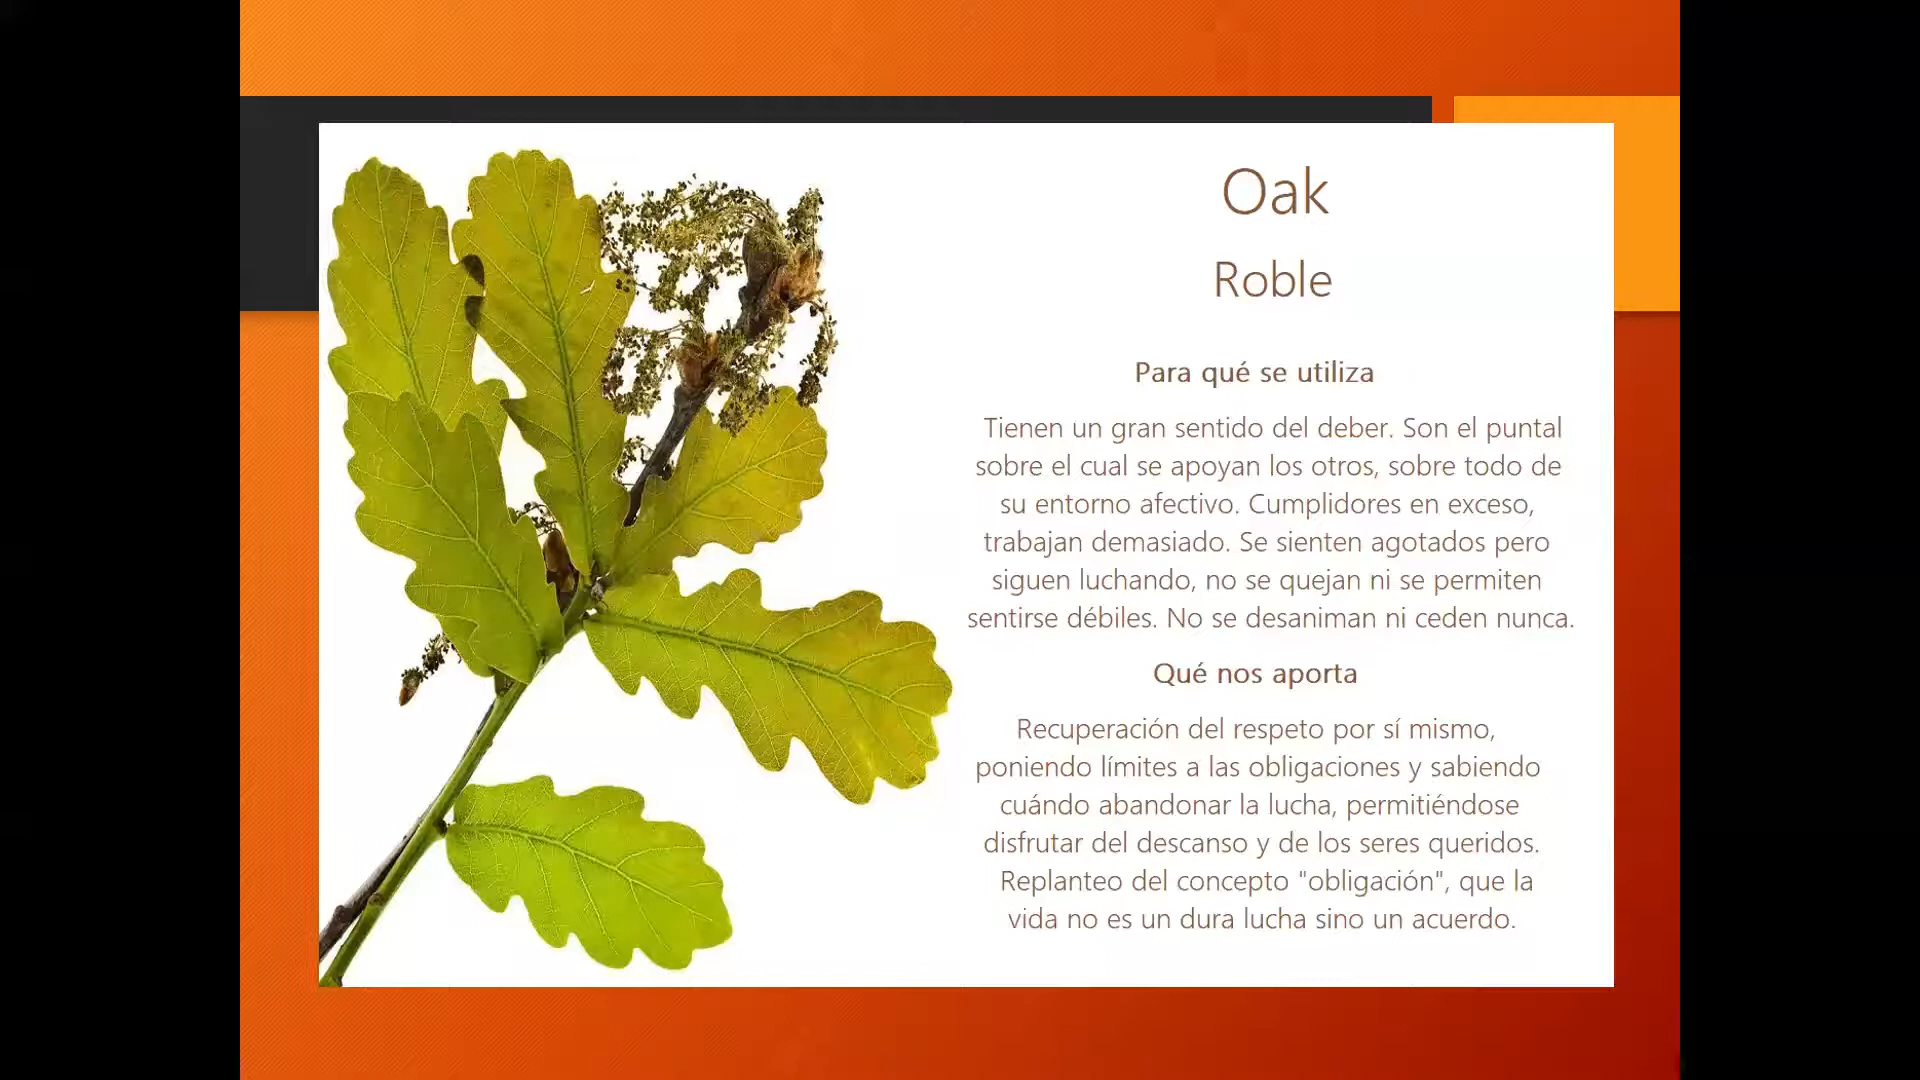 Oak
Roble
Para qué se utiliza
Tienen un gran sentido del deber. Son el puntal
sobre el cual se apoyan los otros, sobre todo de
su entorno afectivo. Cumplidores en exceso,
trabajan demasiado. Se sienten agotados pero
siguen luchando, no se quejan ni se permiten
sentirse débiles. No se desaniman ni ceden nunca.
Qué nos aporta
Recuperación del respeto por sí mismo,
poniendo límites a las obligaciones y sabiendo
cuándo abandonar la lucha, permitiéndose
disfrutar del descanso y de los seres queridos.
Replanteo del concepto "obligación", que la
vida no es un dura lucha sino un acuerdo.